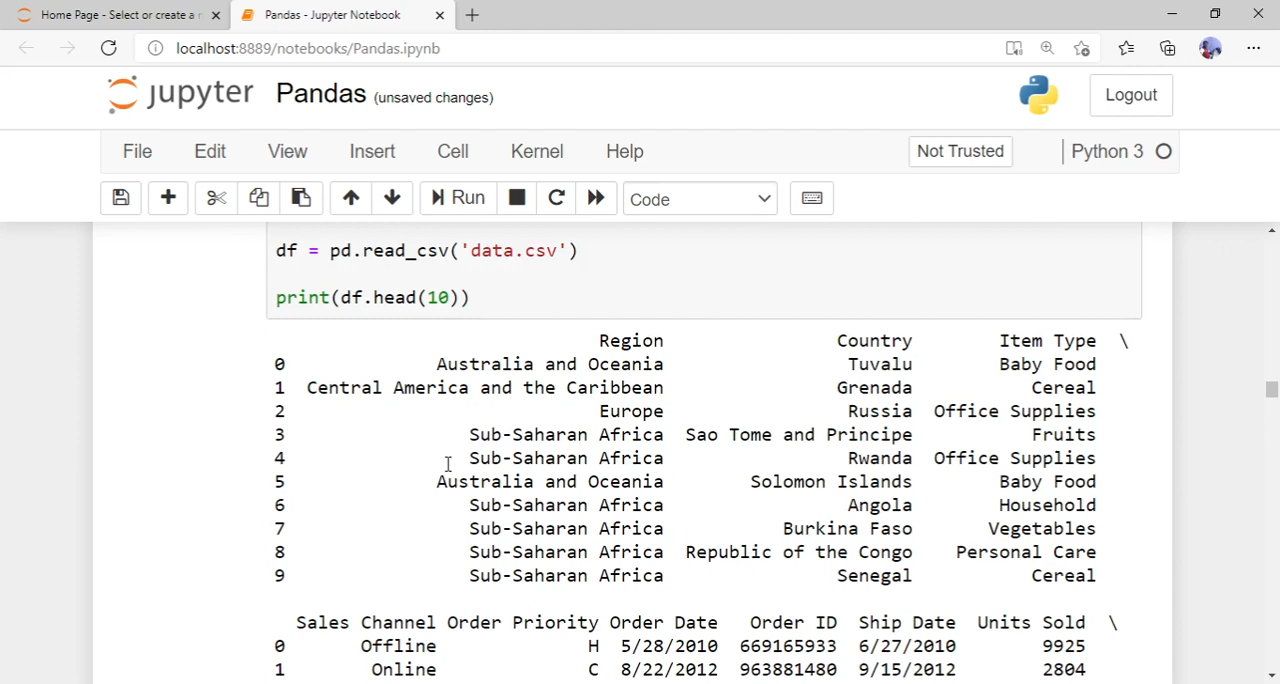 Home Page - Select or create a n
Pandas - Jupyter Notebook
localhost:8889/notebooks/Pandas.ipynb
jupyter Pandas (unsaved changes) Logout
File Edit View Insert Cell Kernel Help Not Trusted Python 3
Run Code
df = pd.read_csv('data.csv')
print(df.head(10))
Region Country Item Type \
0 Australia and Oceania Tuvalu Baby Food
1 Central America and the Caribbean Grenada Cereal
2 Europe Russia Office Supplies
3 Sub-Saharan Africa Sao Tome and Principe Fruits
4 Sub-Saharan Africa Rwanda Office Supplies
5 Australia and Oceania Solomon Islands Baby Food
6 Sub-Saharan Africa Angola Household
7 Sub-Saharan Africa Burkina Faso Vegetables
8 Sub-Saharan Africa Republic of the Congo Personal Care
9 Sub-Saharan Africa Senegal Cereal
Sales Channel Order Priority Order Date Order ID Ship Date Units Sold \
0 Offline H 5/28/2010 669165933 6/27/2010 9925
1 Online C 8/22/2012 963881480 9/15/2012 2804